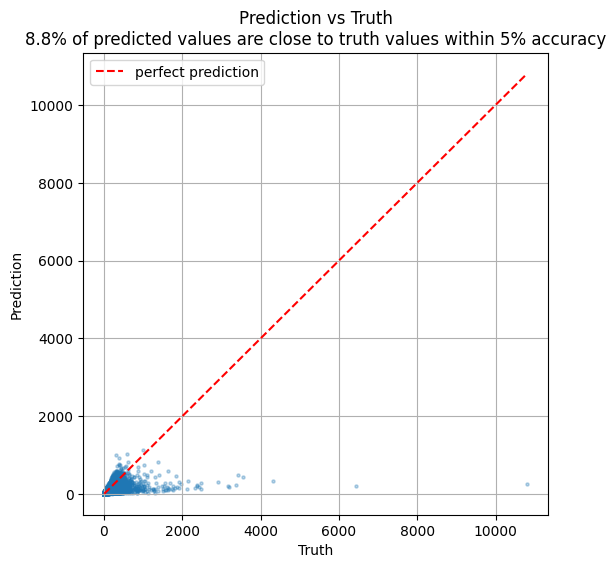 Prediction vs Truth
8.8% of predicted values are close to truth values within 5% accuracy
perfect prediction
10000
8000
6000
4000
2000
0
Prediction
0 2000 4000 6000 8000 10000
Truth